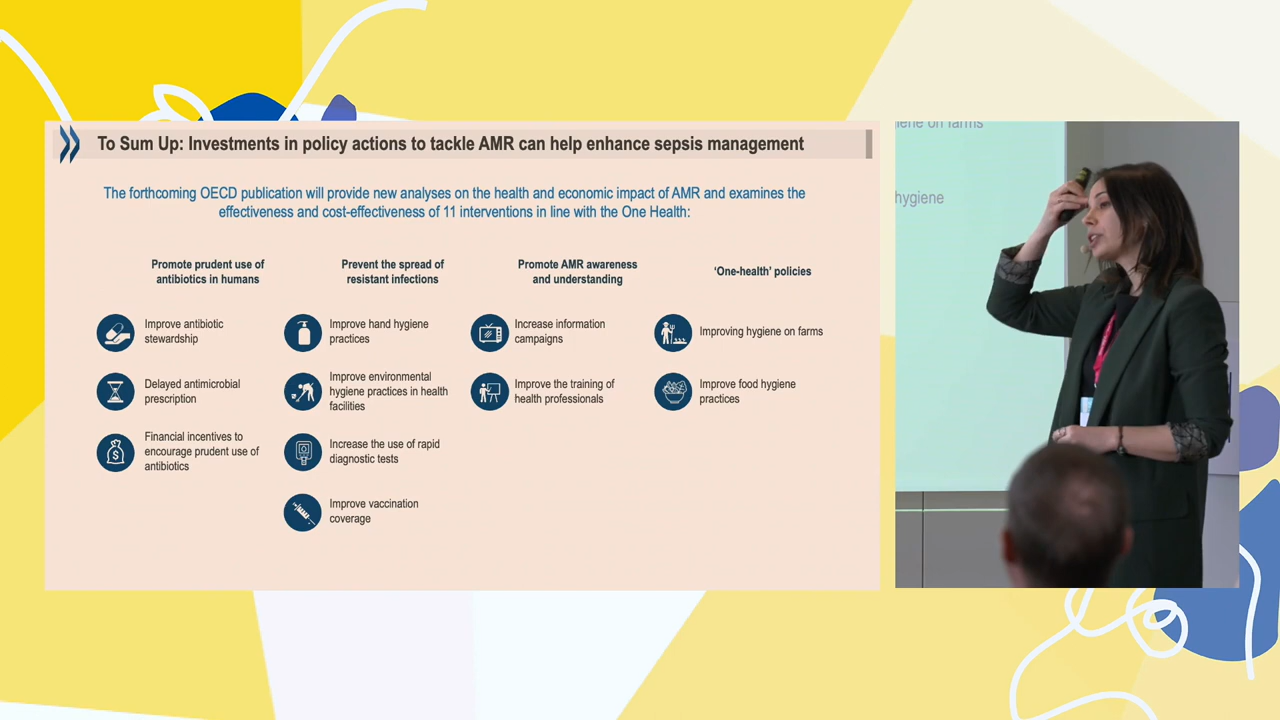 To Sum Up: Investments in policy actions to tackle AMR can help enhance sepsis management
The forthcoming OECD publication will provide new analyses on the health and economic impact of AMR and examines the
effectiveness and cost-effectiveness of 11 interventions in line with the One Health:
Promote prudent use of
antibiotics in humans
Improve antibiotic
stewardship
Delayed antimicrobial
prescription
Financial incentives to
encourage prudent use of
antibiotics
Prevent the spread of
resistant infections
Improve hand hygiene
practices
Improve environmental
hygiene practices in health
facilities
Increase the use of rapid
diagnostic tests
Improve vaccination
coverage
Promote AMR awareness
and understanding
Increase information
campaigns
Improve the training of
health professionals
‘One-health’ policies
Improving hygiene on farms
Improve food hygiene
practices
on farms
hygiene